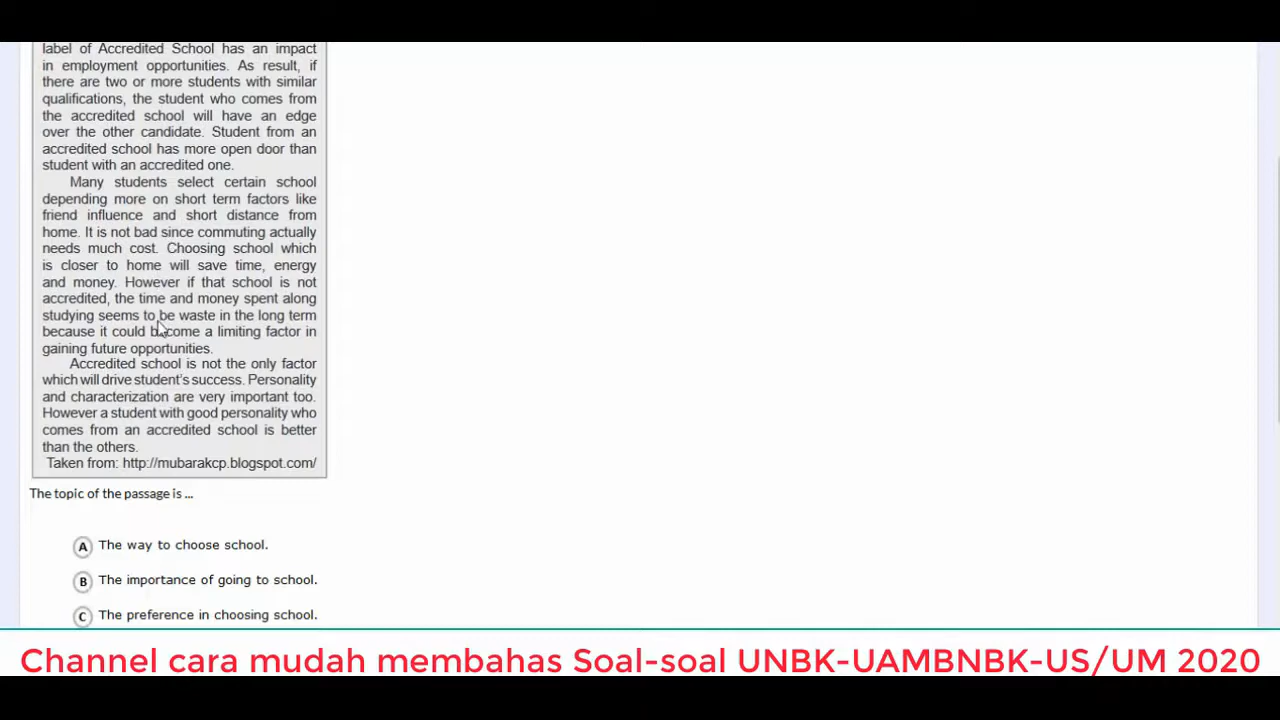 label of Accredited School has an impact
in employment opportunities. As result, if
there are two or more students with similar
qualifications, the student who comes from
the accredited school will have an edge
over the other candidate. Student from an
accredited school has more open door than
student with an accredited one.
Many students select certain school
depending more on short term factors like
friend influence and short distance from
home. It is not bad since commuting actually
needs much cost. Choosing school which
is closer to home will save time, energy
and money. However if that school is not
accredited, the time and money spent along
studying seems to be waste in the long term
because it could become a limiting factor in
gaining future opportunities.
Accredited school is not the only factor
which will drive student's success. Personality
and characterization are very important too.
However a student with good personality who
comes from an accredited school is better
than the others.
Taken from: http://mubarakcp.blogspot.com/
The topic of the passage is ...
A The way to choose school.
B The importance of going to school.
C The preference in choosing school.
Channel cara mudah membahas Soal-soal UNBK-UAMBNBK-US/UM 2020